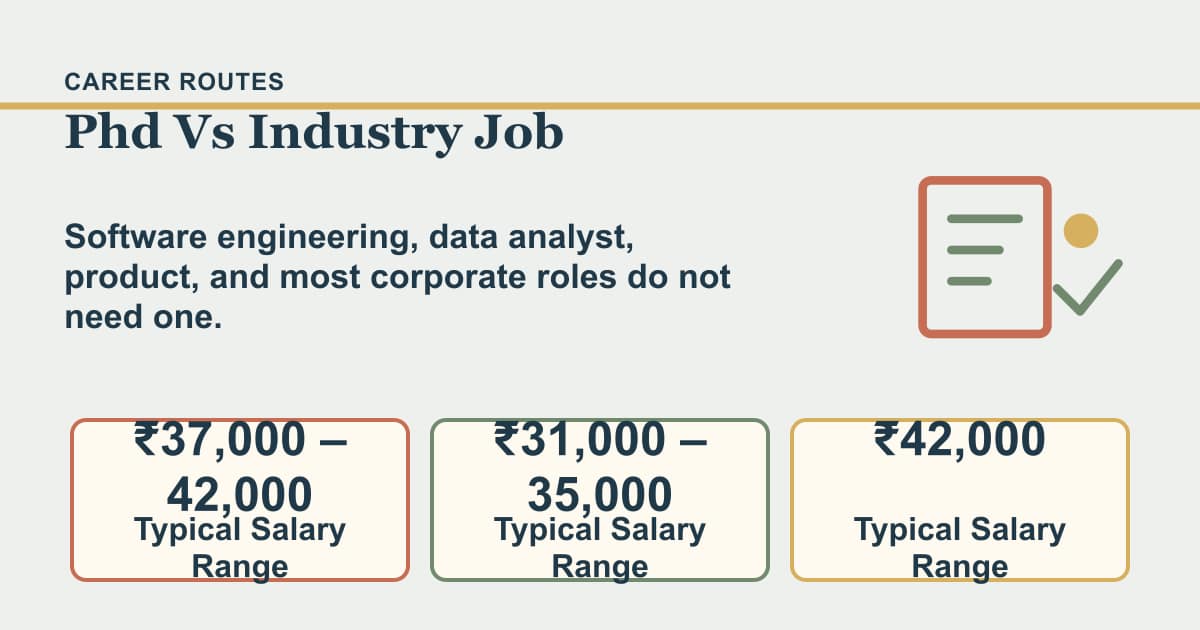 CAREER ROUTES
Phd Vs Industry Job
Software engineering, data analyst,
product, and most corporate roles do not
need one.
₹37,000 –
42,000
Typical Salary
Range
₹31,000 –
35,000
Typical Salary
Range
₹42,000
Typical Salary
Range